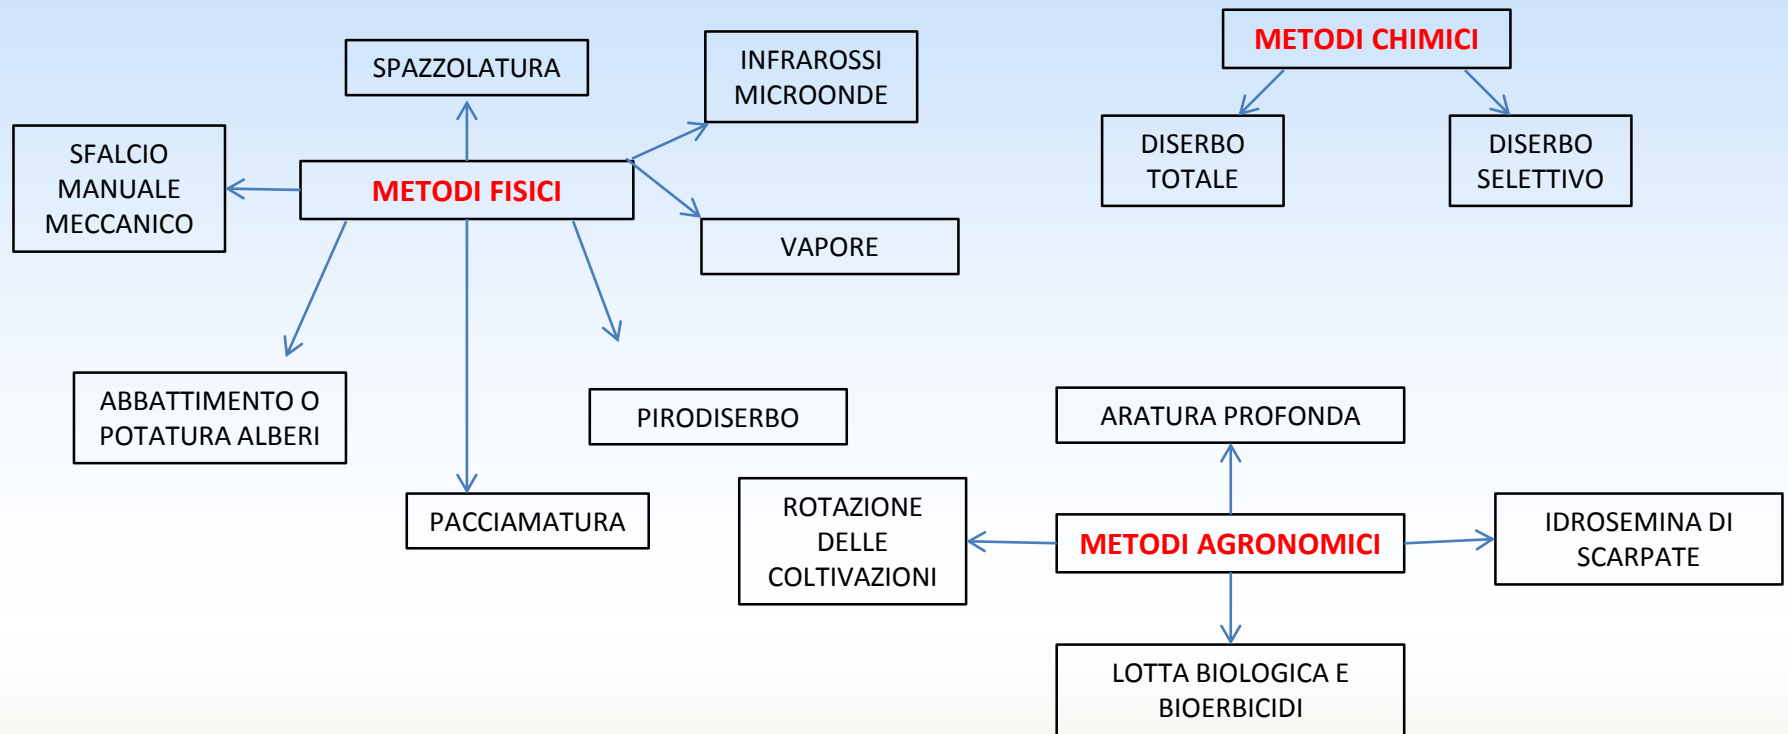 SPAZZOLATURA
INFRAROSSI
MICROONDE
METODI CHIMICI
SFALCIO
MANUALE
MECCANICO
METODI FISICI
DISERBO
TOTALE
DISERBO
SELETTIVO
VAPORE
ABBATTIMENTO O
POTATURA ALBERI
PIRODISERBO
PACCIAMATURA
ARATURA PROFONDA
ROTAZIONE
DELLE
COLTIVAZIONI
METODI AGRONOMICI
IDROSEMINA DI
SCARPATE
LOTTA BIOLOGICA E
BIOERBICIDI